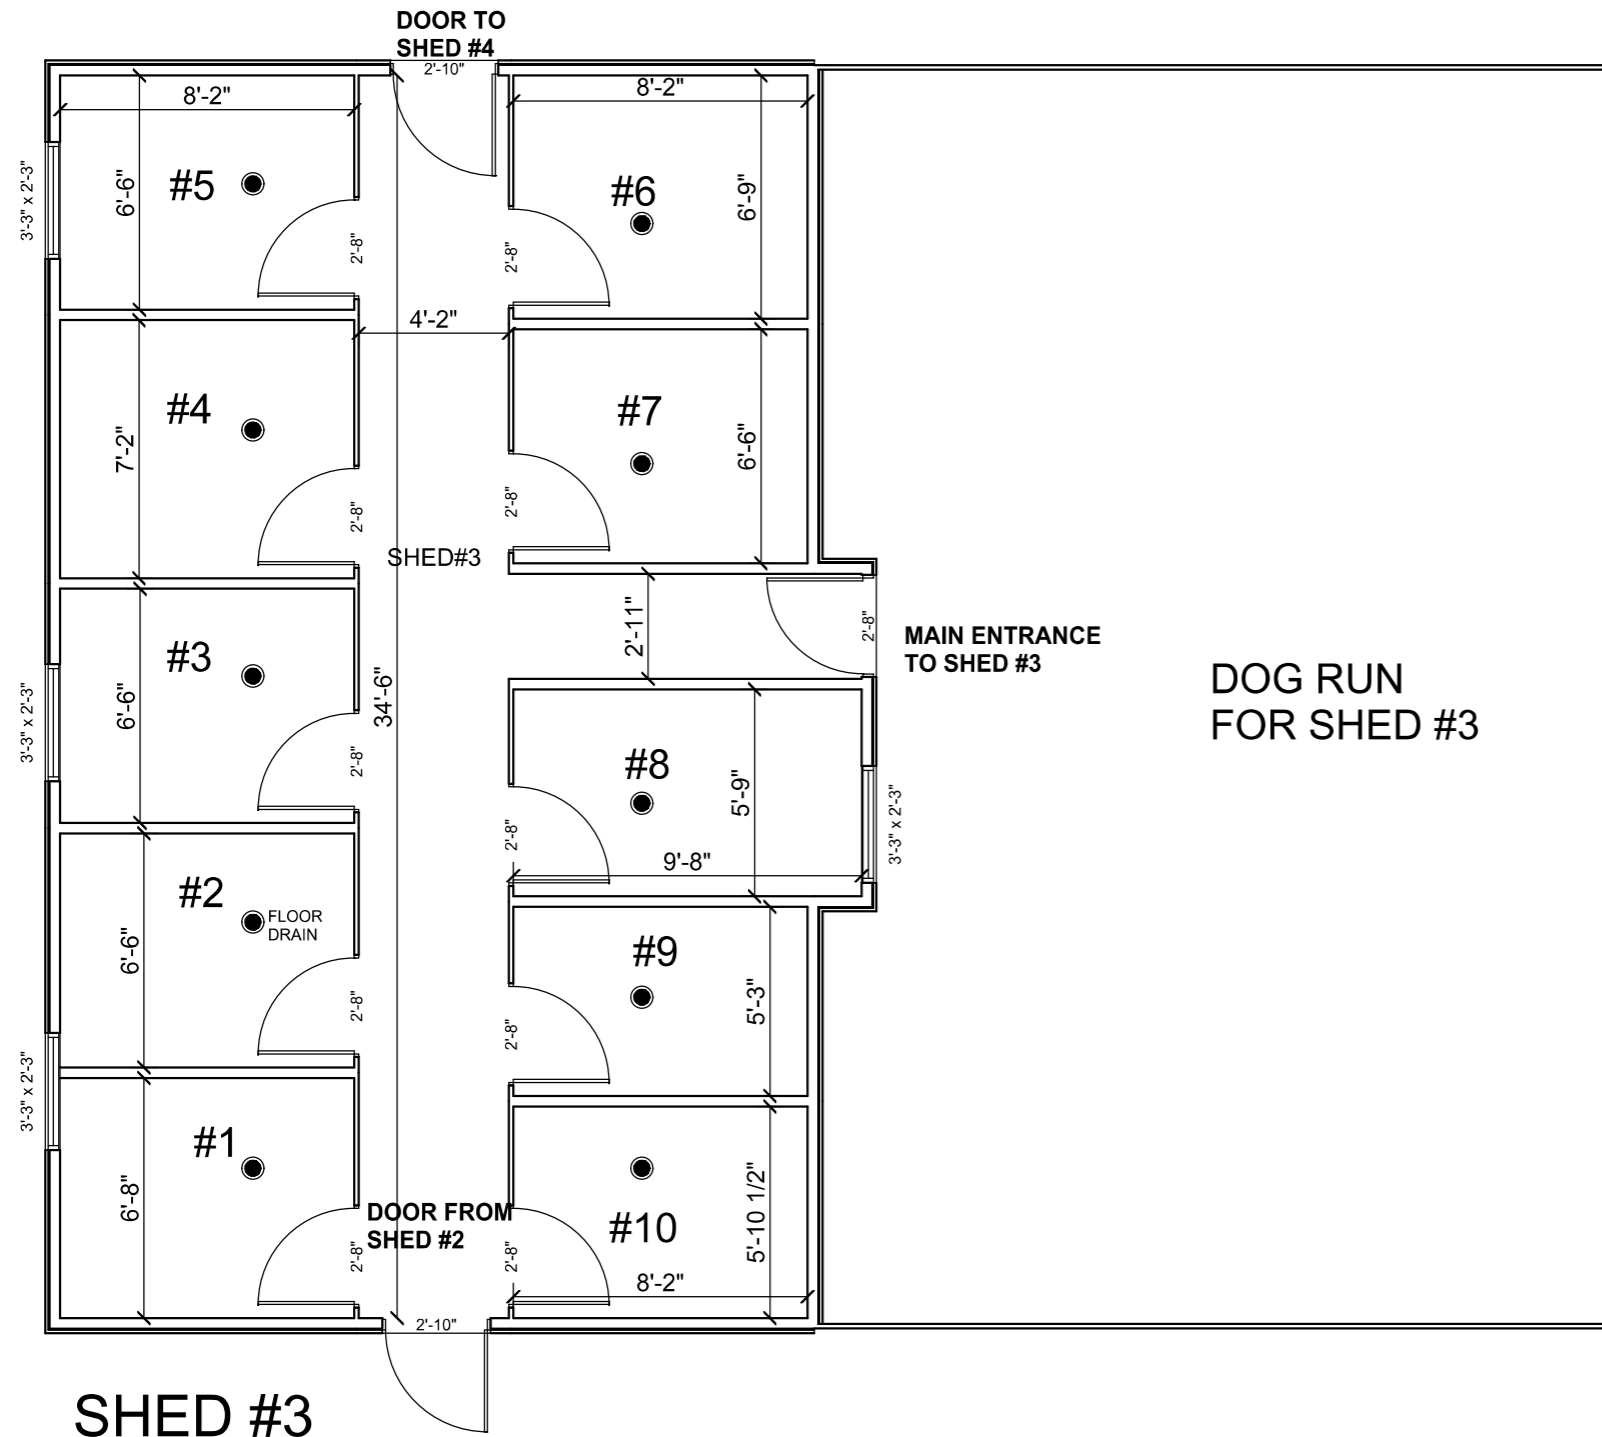 DOOR TO
SHED #4
2'-10"
8'-2"
8'-2"
3'-3" x 2'-3"
6'-6"
#5
2'-8"
2'-8"
#6
6'-9"
4'-2"
#4
7'-2"
2'-8"
2'-8"
#7
6'-6"
SHED#3
2'-11"
2'-8"
MAIN ENTRANCE
TO SHED #3
DOG RUN
FOR SHED #3
3'-3" x 2'-3"
6'-6"
#3
2'-8"
34'-6"
#8
2'-8"
5'-9"
9'-8"
3'-3" x 2'-3"
#2
FLOOR
DRAIN
6'-6"
2'-8"
2'-8"
#9
5'-3"
3'-3" x 2'-3"
#1
6'-8"
2'-8"
DOOR FROM
SHED #2
2'-8"
#10
5'-10 1/2"
8'-2"
2'-10"
SHED #3